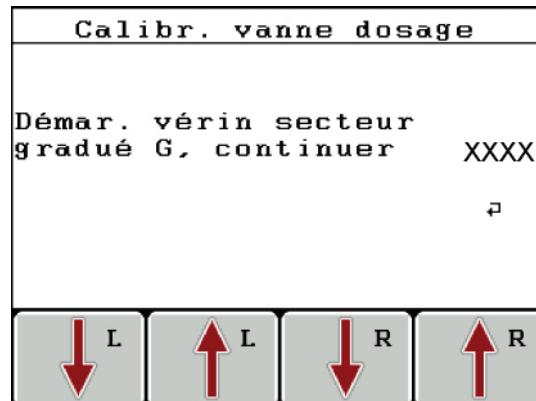 Calibr. vanne dosage
Démar. vérin secteur
gradué G, continuer XXXX
L L R R